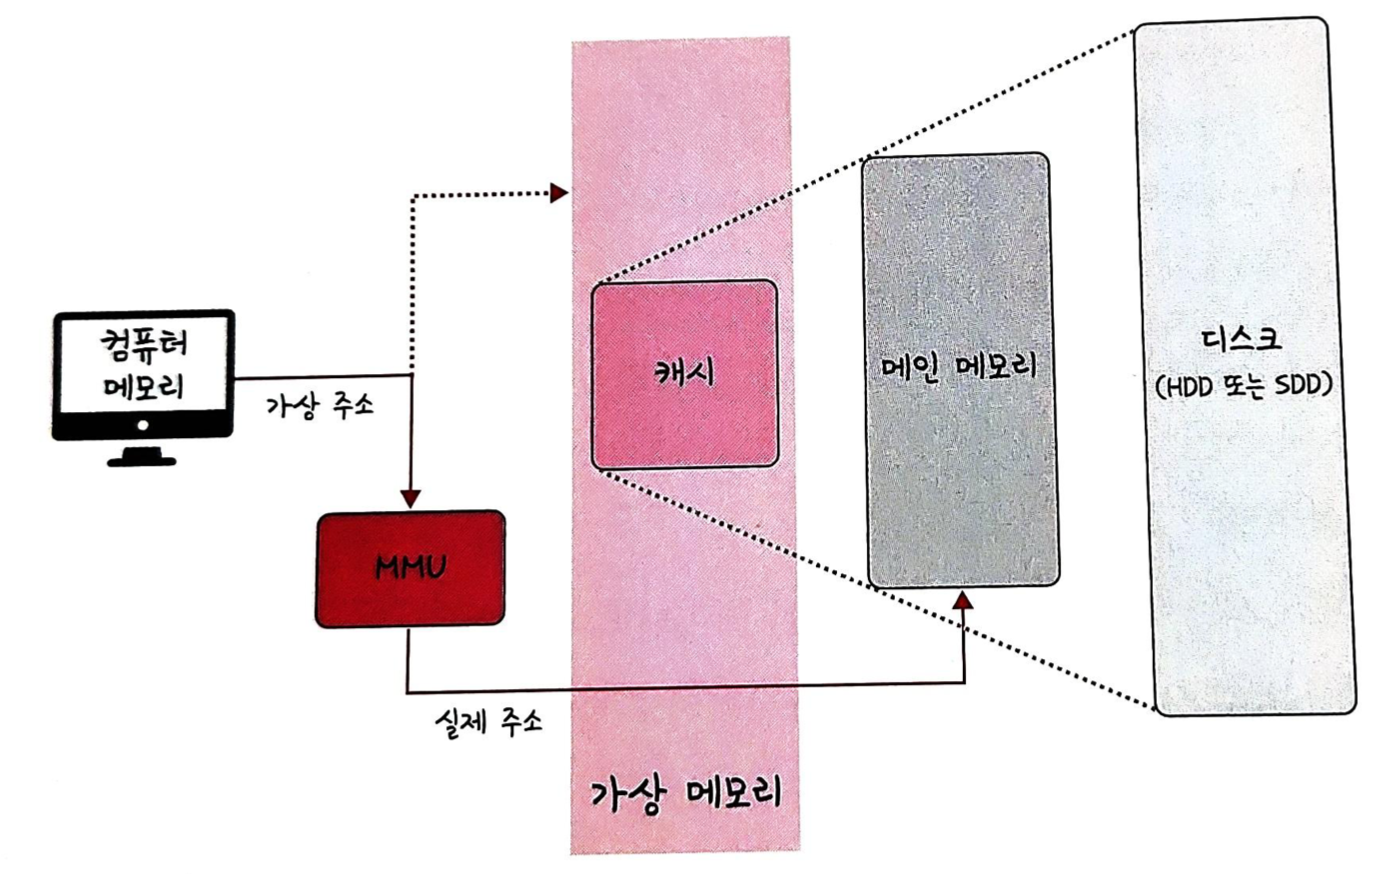 컴퓨터
메모리
가상 주소
MMU
실제 주소
캐시
가상 메모리
메인 메모리
디스크
(HDD 또는 SDD)